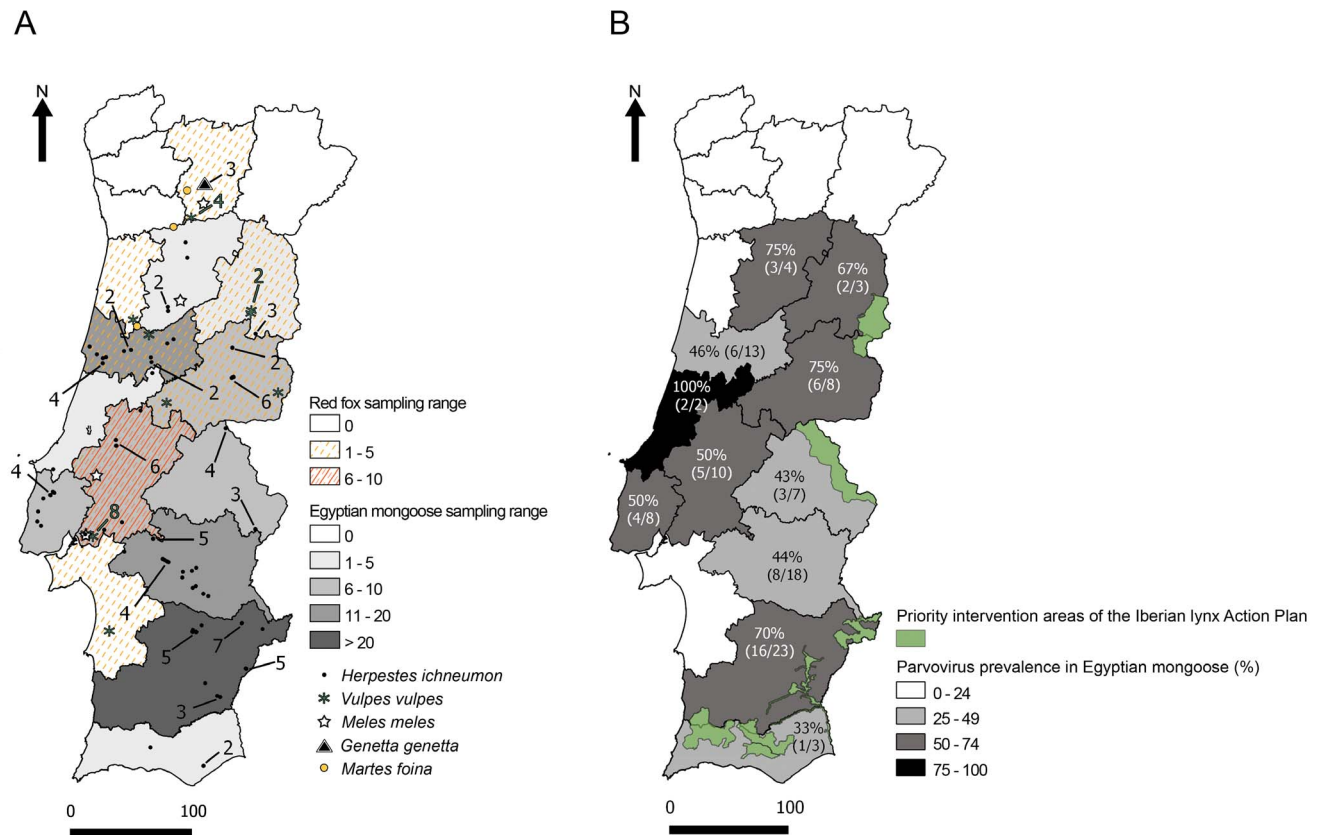 A
B
N
N
3
4
2
2
2
3
2
4
2
6
6
4
4
3
8
5
4
5
7
5
3
2
Red fox sampling range
0
1 - 5
6 - 10
Egyptian mongoose sampling range
0
1 - 5
6 - 10
11 - 20
> 20
Herpestes ichneumon
Vulpes vulpes
Meles meles
Genetta genetta
Martes foina
0 100
75%
(3/4)
67%
(2/3)
46% (6/13)
75%
(6/8)
100%
(2/2)
50%
(5/10)
43%
(3/7)
50%
(4/8)
44%
(8/18)
70%
(16/23)
33%
(1/3)
Priority intervention areas of the Iberian lynx Action Plan
Parvovirus prevalence in Egyptian mongoose (%)
0 - 24
25 - 49
50 - 74
75 - 100
0 100